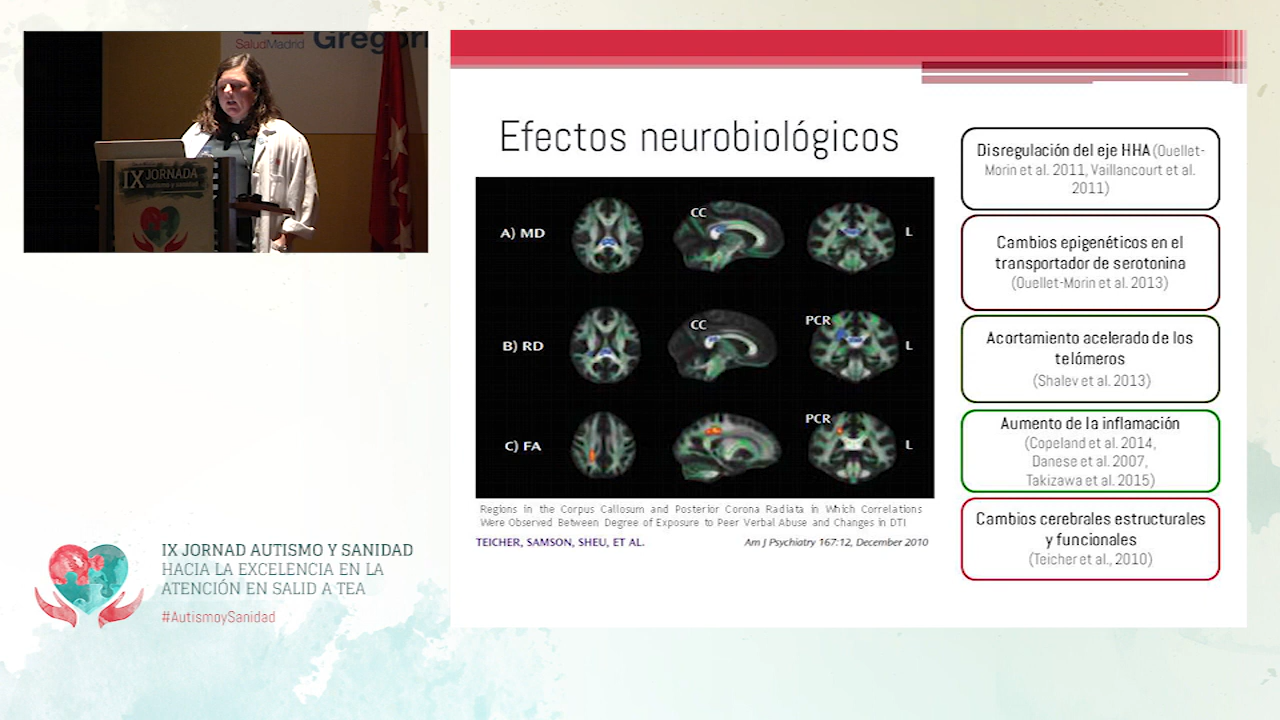 SaludMadrid
Gregori
IX JORNADA
autismo y sanidad
Efectos neurobiológicos
A) MD
CC
L
B) RD
CC
PCR
L
C) FA
PCR
L
Regions in the Corpus Callosum and Posterior Corona Radiata in Which Correlations
Were Observed Between Degree of Exposure to Peer Verbal Abuse and Changes in DTI
TEICHER, SAMSON, SHEU, ET AL.
Am J Psychiatry 167:12, December 2010
Disregulación del eje HHA (Ouellet-
Morin et al. 2011, Vaillancourt et al.
2011)
Cambios epigenéticos en el
transportador de serotonina
(Ouellet-Morin et al. 2013)
Acortamiento acelerado de los
telómeros
(Shalev et al. 2013)
Aumento de la inflamación
(Copeland et al. 2014,
Danese et al. 2007,
Takizawa et al. 2015)
Cambios cerebrales estructurales
y funcionales
(Teicher et al., 2010)
IX JORNAD AUTISMO Y SANIDAD
HACIA LA EXCELENCIA EN LA
ATENCIÓN EN SALID A TEA
#AutismoySanidad